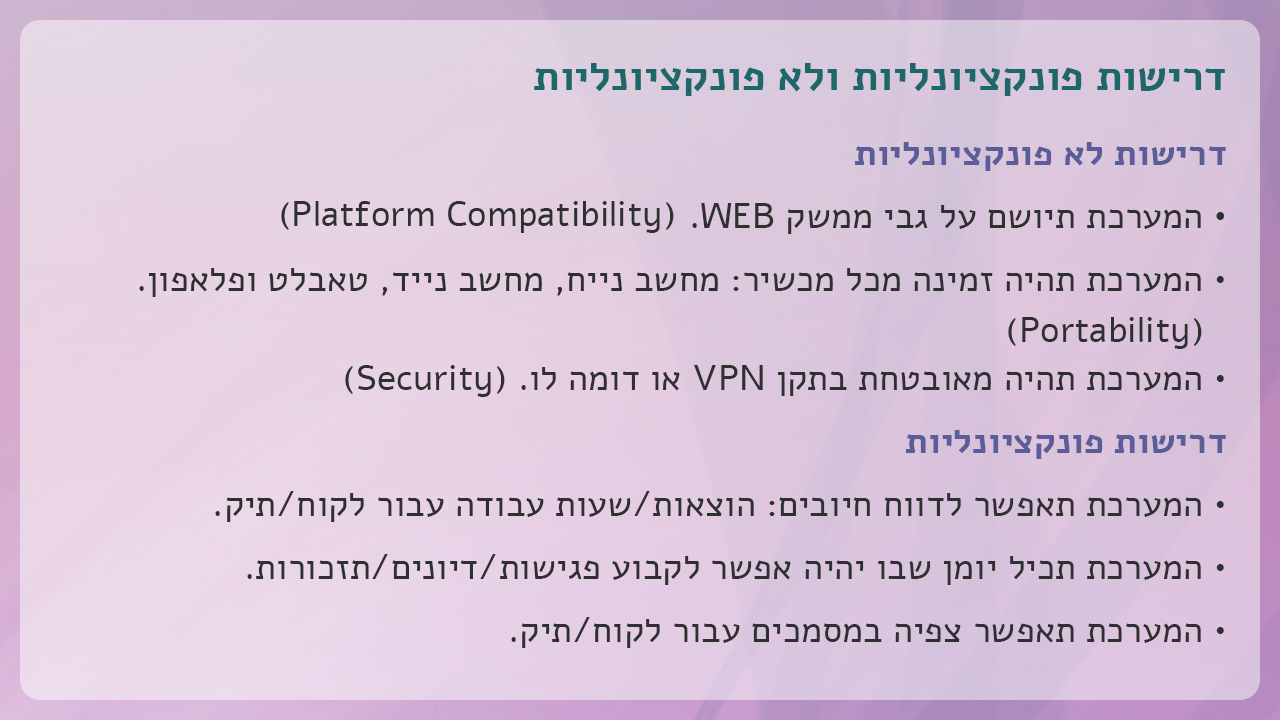 דרישות פונקציונליות ולא פונקציונליות
דרישות לא פונקציונליות
• המערכת תיושם על גבי ממשק WEB. (Platform Compatibility)
• המערכת תהיה זמינה מכל מכשיר: מחשב נייח, מחשב נייד, טאבלט ופלאפון.
(Portability)
• המערכת תהיה מאובטחת בתקן VPN או דומה לו. (Security)
דרישות פונקציונליות
• המערכת תאפשר לדווח חיובים: הוצאות/שעות עבודה עבור לקוח/תיק.
• המערכת תכיל יומן שבו יהיה אפשר לקבוע פגישות/דיונים/תזכורות.
• המערכת תאפשר צפיה במסמכים עבור לקוח/תיק.